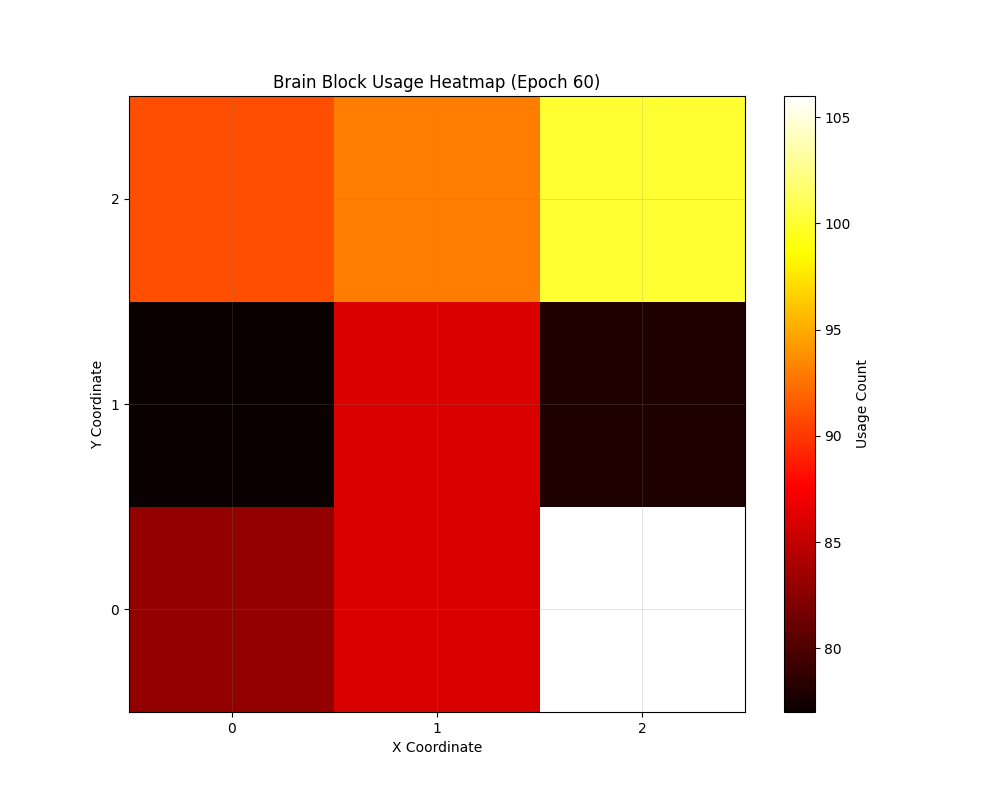 Brain Block Usage Heatmap (Epoch 60)
2
1
0
Y Coordinate
0 1 2
X Coordinate
105
100
95
90
85
80
Usage Count